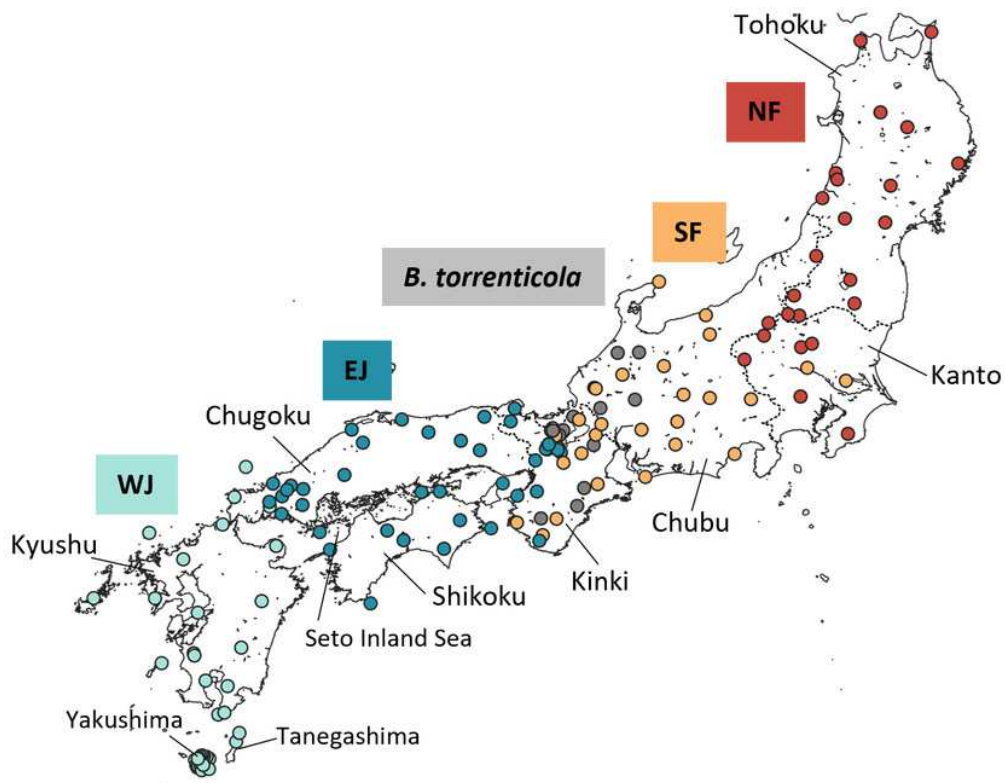 Tohoku
NF
SF
B. torrenticola
EJ
Kanto
Chugoku
WJ
Chubu
Kyushu
Kinki
Shikoku
Seto Inland Sea
Yakushima
Tanegashima